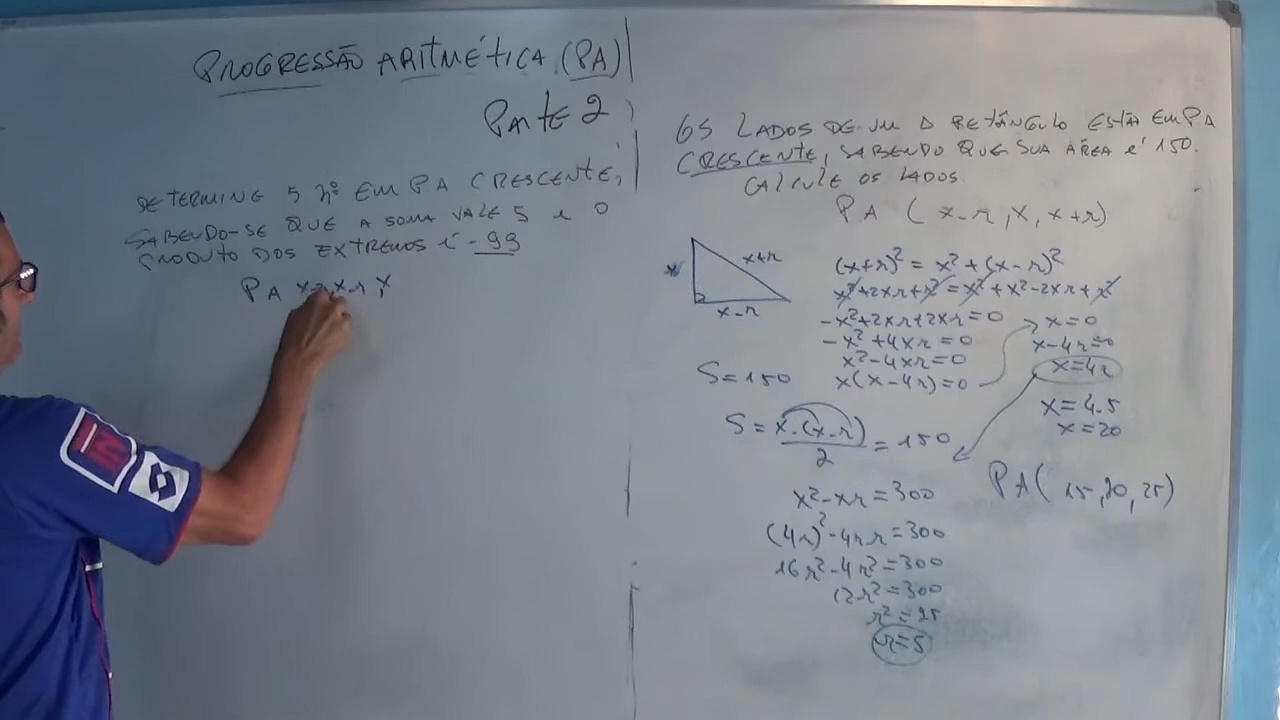 PROGRESSÃO ARITMÉTICA (PA)
PARTE 2
DETERMINE 5 Nº EM PA CRESCENTE,
SABENDO-SE QUE A SOMA VALE 5 e O
PRODUTO DOS EXTREMOS É -99
PA x-r, x
OS LADOS DE UM Δ RETÂNGULO ESTÃO EM PA
CRESCENTE, SABENDO QUE SUA ÁREA é 150.
CALCULE OS LADOS.
PA (x-r, x, x+r)
x
x+r
x-r
(x+r)² = x² + (x-r)²
x²+2xr+r² = x²+x²-2xr+r²
-x²+2xr+2xr=0
-x²+4xr=0
x²-4xr=0
x(x-4r)=0
x=0
x-4r=0
x=4r
x=4.5
x=20
S=150
S = x.(x-r)/2 = 150
x²-xr=300
(4r)²-4r.r=300
16r²-4r²=300
12r²=300
r²=25
r=5
PA(15,20,25)
IN